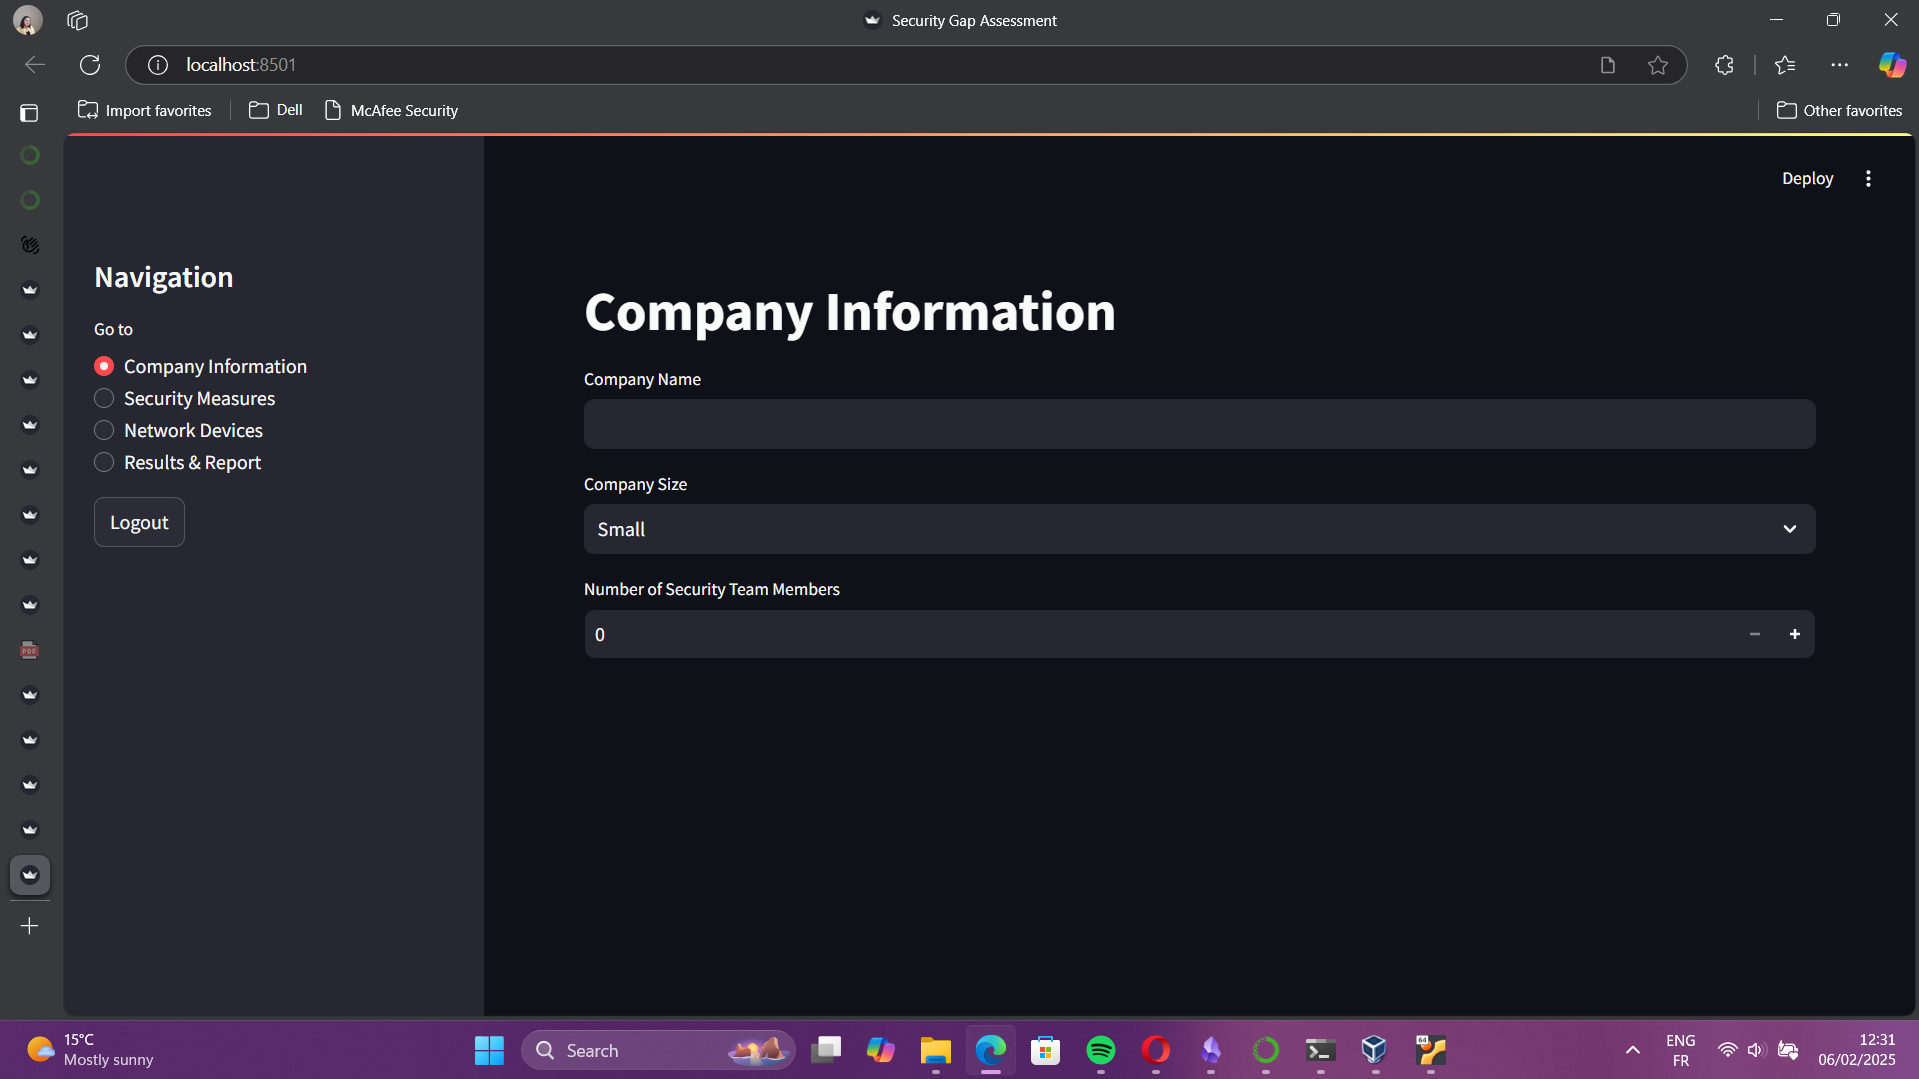 Security Gap Assessment
localhost:8501
Import favorites
Dell
McAfee Security
Other favorites
Deploy
Navigation
Go to
Company Information
Security Measures
Network Devices
Results & Report
Logout
Company Information
Company Name
Company Size
Small
Number of Security Team Members
0
PDF
15°C
Mostly sunny
Search
64
ENG
FR
12:31
06/02/2025